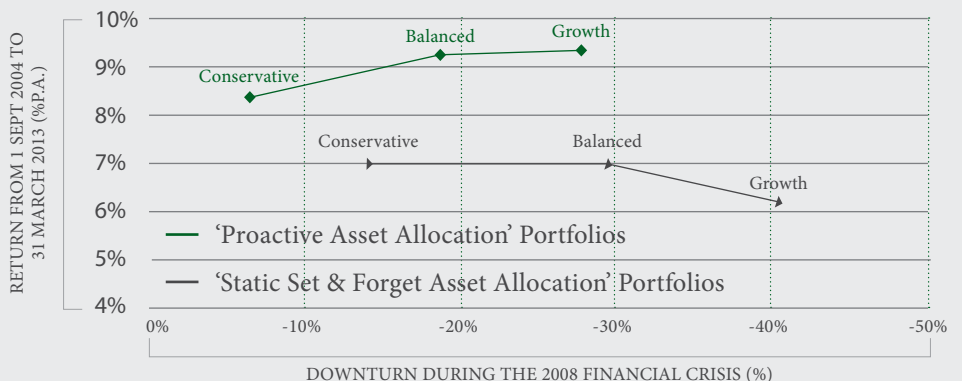 RETURN FROM 1 SEPT 2004 TO
31 MARCH 2013 (%P.A.)
10%
9%
8%
7%
6%
5%
4%
Conservative
Balanced
Growth
Conservative
Balanced
Growth
‘Proactive Asset Allocation’ Portfolios
‘Static Set & Forget Asset Allocation’ Portfolios
0%
-10%
-20%
-30%
-40%
-50%
DOWNTURN DURING THE 2008 FINANCIAL CRISIS (%)